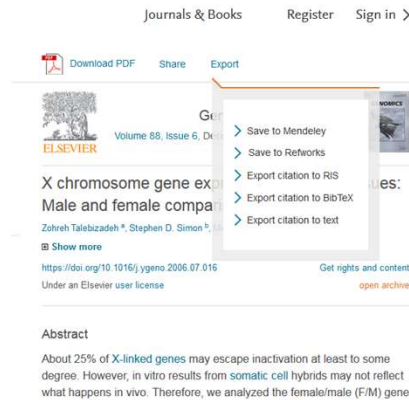 Journals & Books Register Sign in
Download PDF Share Export
Volume 88, Issue 6,
ELSEVIER
Save to Mendeley
Save to Refworks
Export citation to RIS
Export citation to BibTeX
Export citation to text
X chromosome gene ues:
Male and female
Zohreh Talebizadeh a, Stephen D. Simon b,
Show more
https://doi.org/10.1016/j.ygeno.2006.07.016 Get rights and content
Under an Elsevier user license open archive
Abstract
About 25% of X-linked genes may escape inactivation at least to some
degree. However, in vitro results from somatic cell hybrids may not reflect
what happens in vivo. Therefore, we analyzed the female/male (F/M) gene